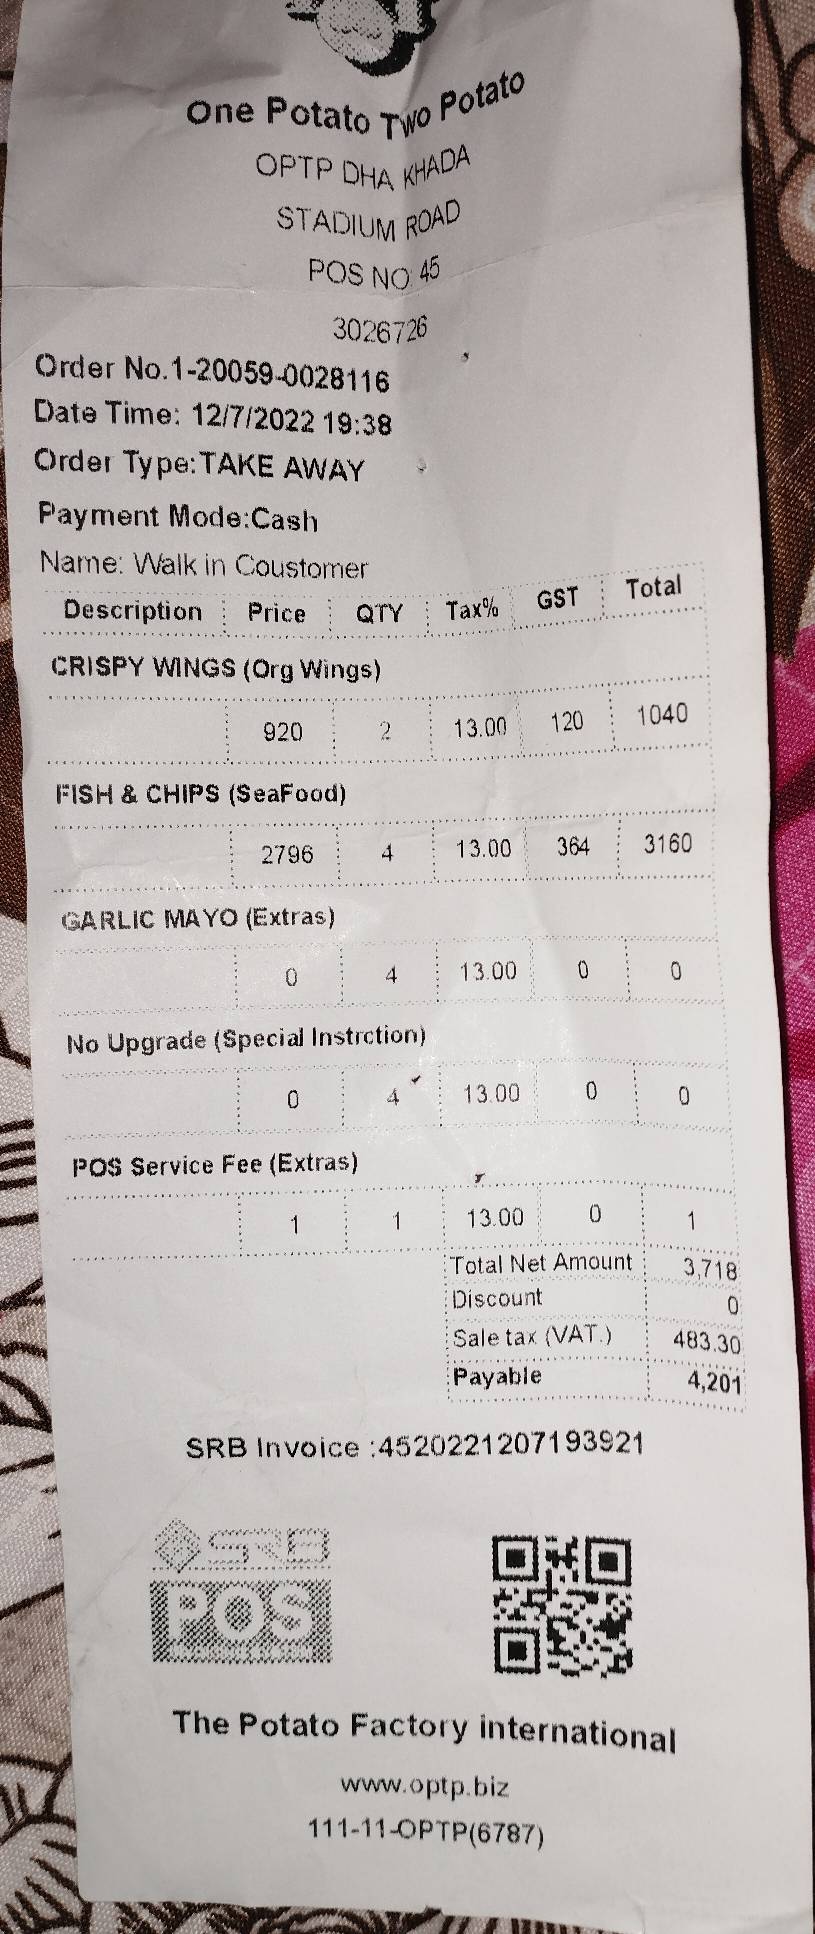 One Potato Two Potato
OPTP DHA KHADA
STADIUM ROAD
POS NO 45
3026726
Order No.1-20059-0028116
Date Time: 12/7/2022 19:38
Order Type:TAKE AWAY
Payment Mode:Cash
Name: Walk in Coustomer
Description Price QTY Tax% GST Total
CRISPY WINGS (Org Wings)
920 2 13.00 120 1040
FISH & CHIPS (SeaFood)
2796 4 13.00 364 3160
GARLIC MAYO (Extras)
0 4 13.00 0 0
No Upgrade (Special Instrction)
0 4 13.00 0 0
POS Service Fee (Extras)
1 1 13.00 0 1
Total Net Amount 3,718
Discount 0
Sale tax (VAT.) 483.30
Payable 4,201
SRB Invoice :4520221207193921
SRB
POS
The Potato Factory international
www.optp.biz
111-11-OPTP(6787)